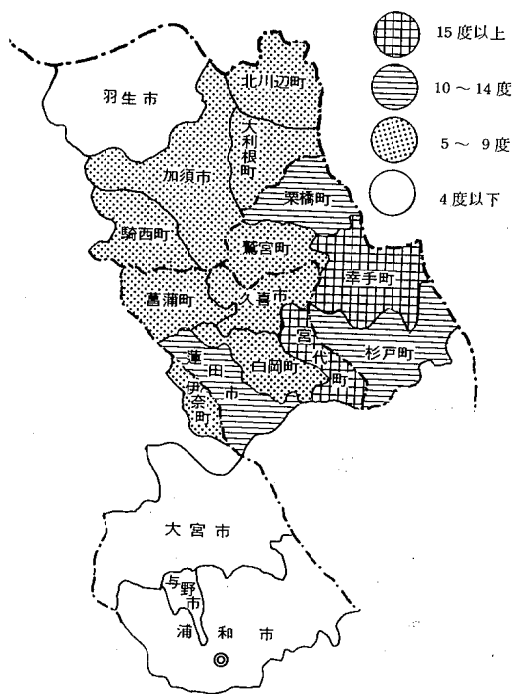 15度以上
10～14度
5～ 9度
4度以下
羽生市
北川辺町
大利根町
加須市
栗橋町
騎西町
鷲宮町
幸手町
菖蒲町
久喜市
宮代町
杉戸町
蓮田市
白岡町
伊奈町
大宮市
与野市
浦和市